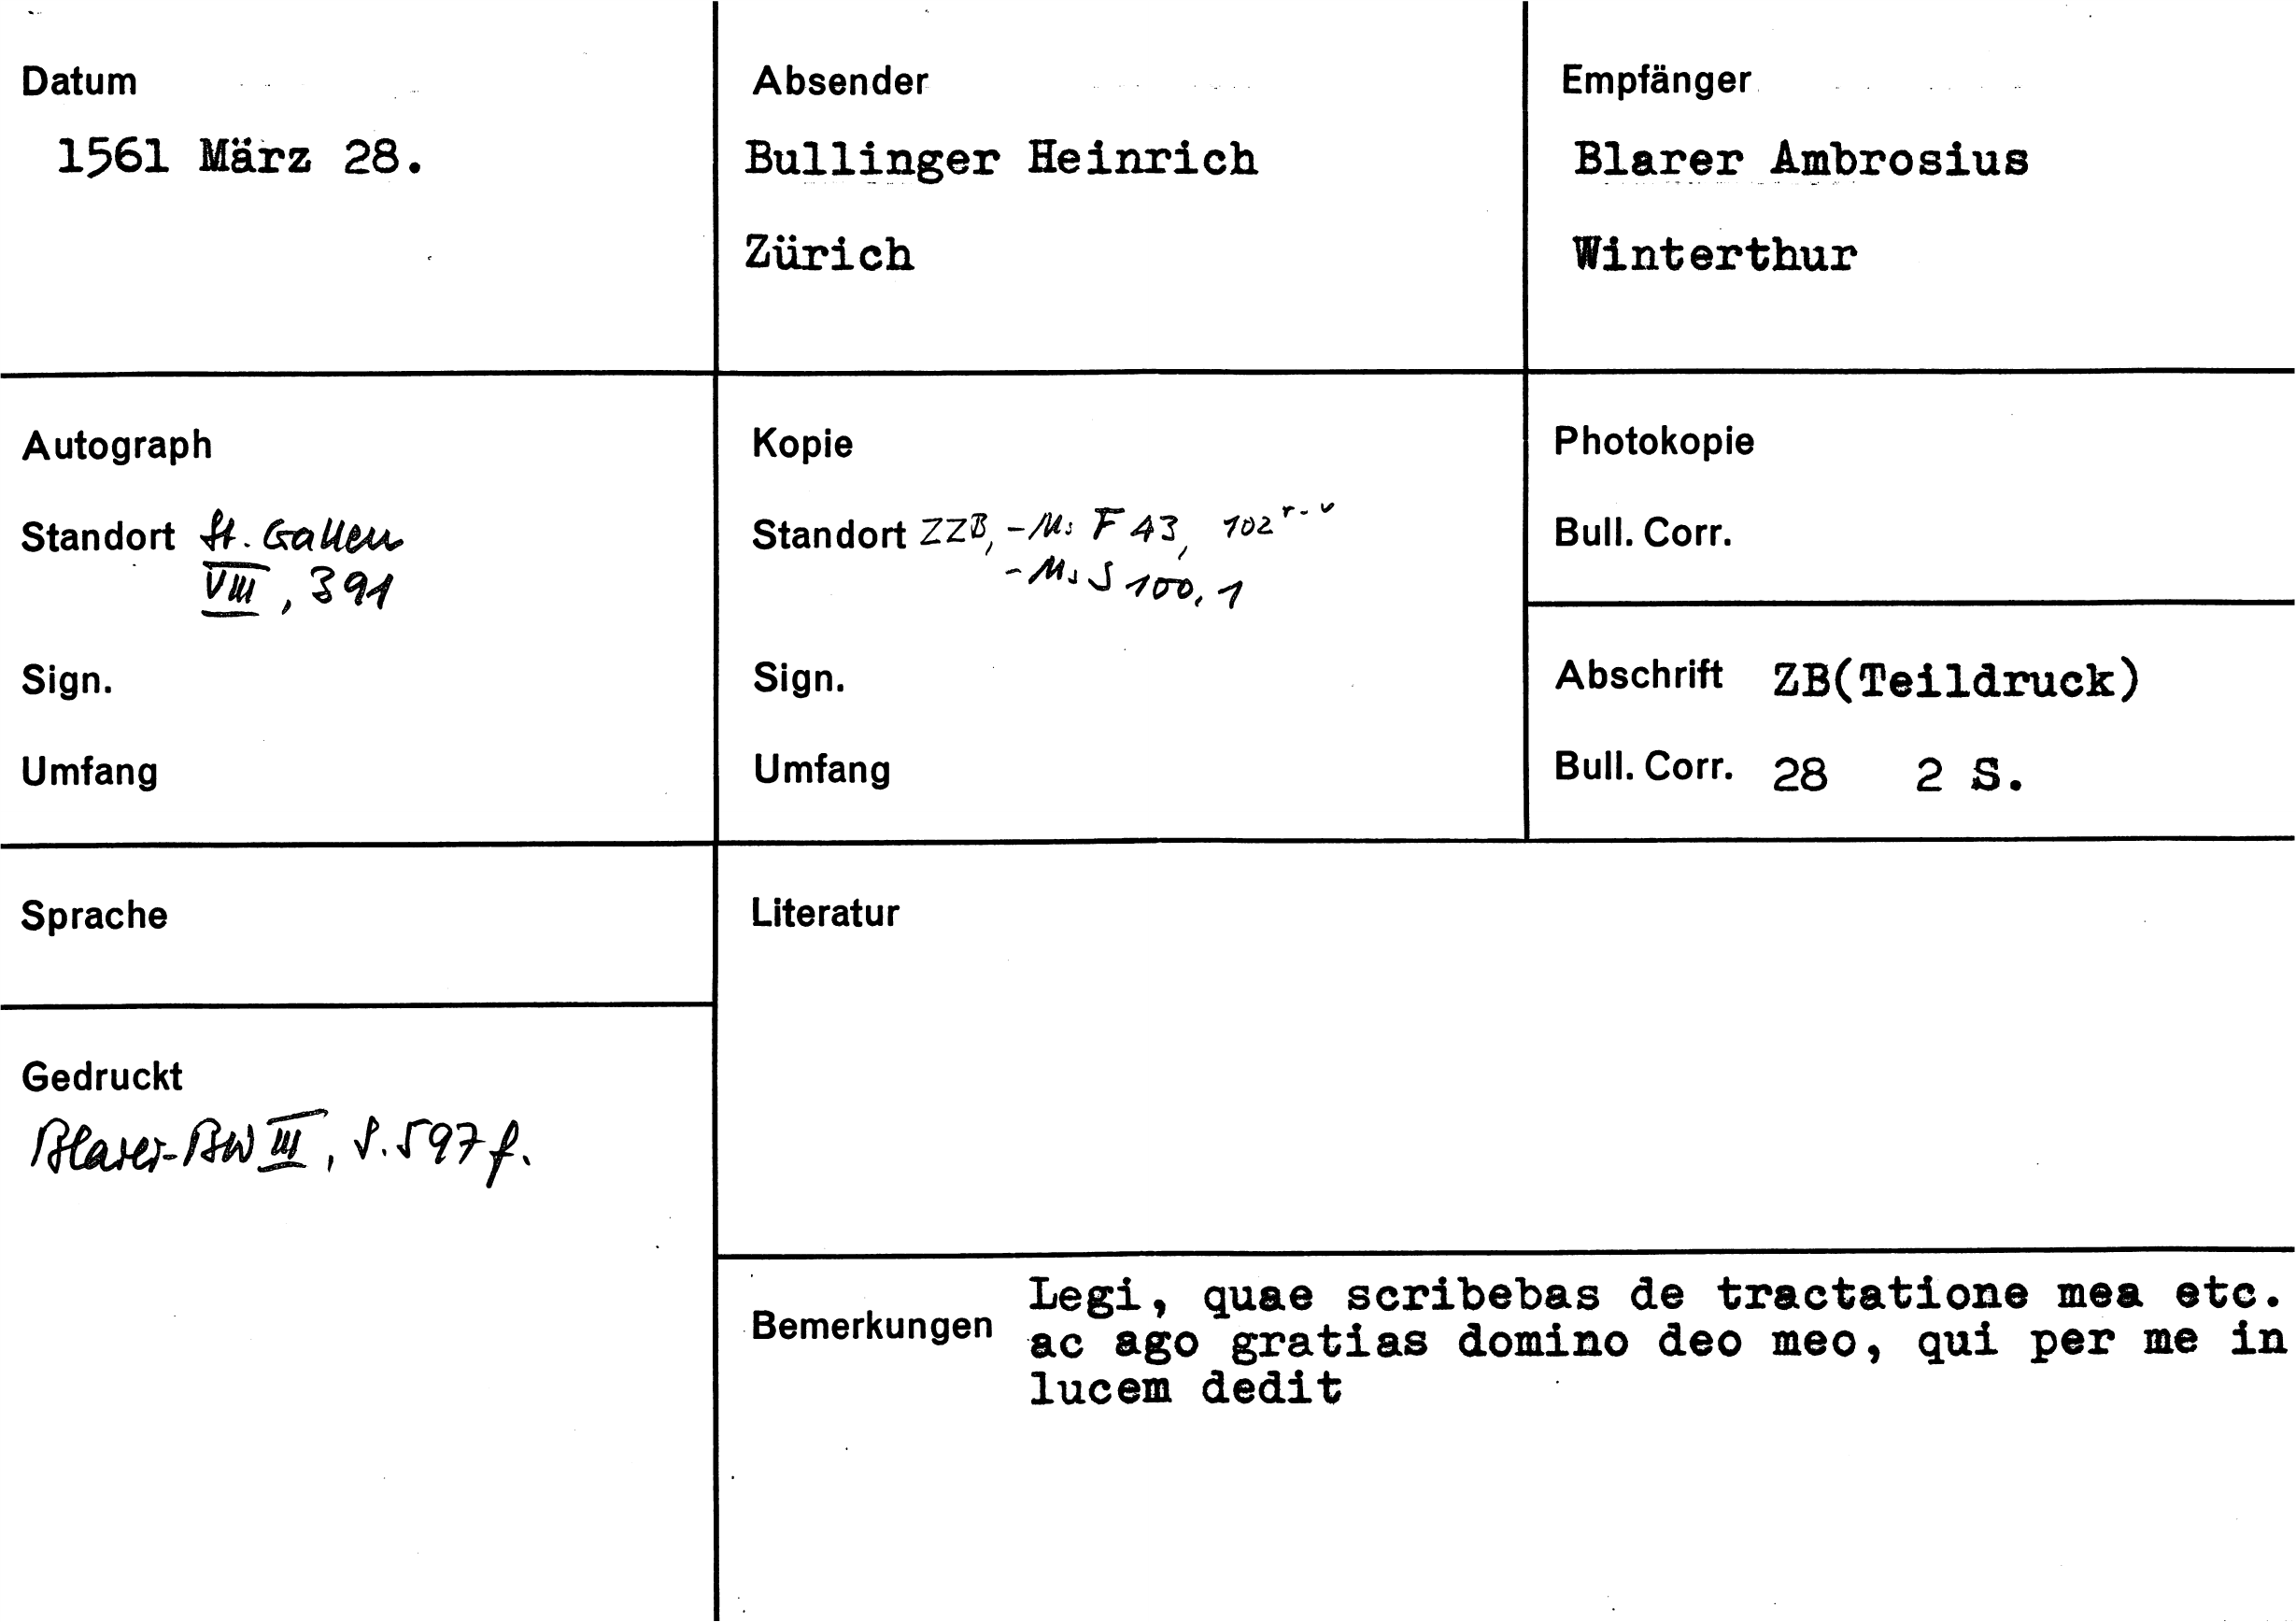 Datum
1561 März 28.
Absender
Bullinger Heinrich
Zürich
Empfänger
Blarer Ambrosius
Winterthur
Autograph
Standort St. Gallen
VIII, 391
Sign.
Umfang
Kopie
Standort ZZB, - Ms F 43, 102 r-v
- Ms S 100, 1
Sign.
Umfang
Photokopie
Bull. Corr.
Abschrift ZB(Teildruck)
Bull. Corr. 28 2 S.
Sprache
Literatur
Gedruckt
Blarer-BW III, S. 597 f.
Bemerkungen
Legi, quae scribebas de tractatione mea etc.
ac ago gratias domino deo meo, qui per me in
lucem dedit